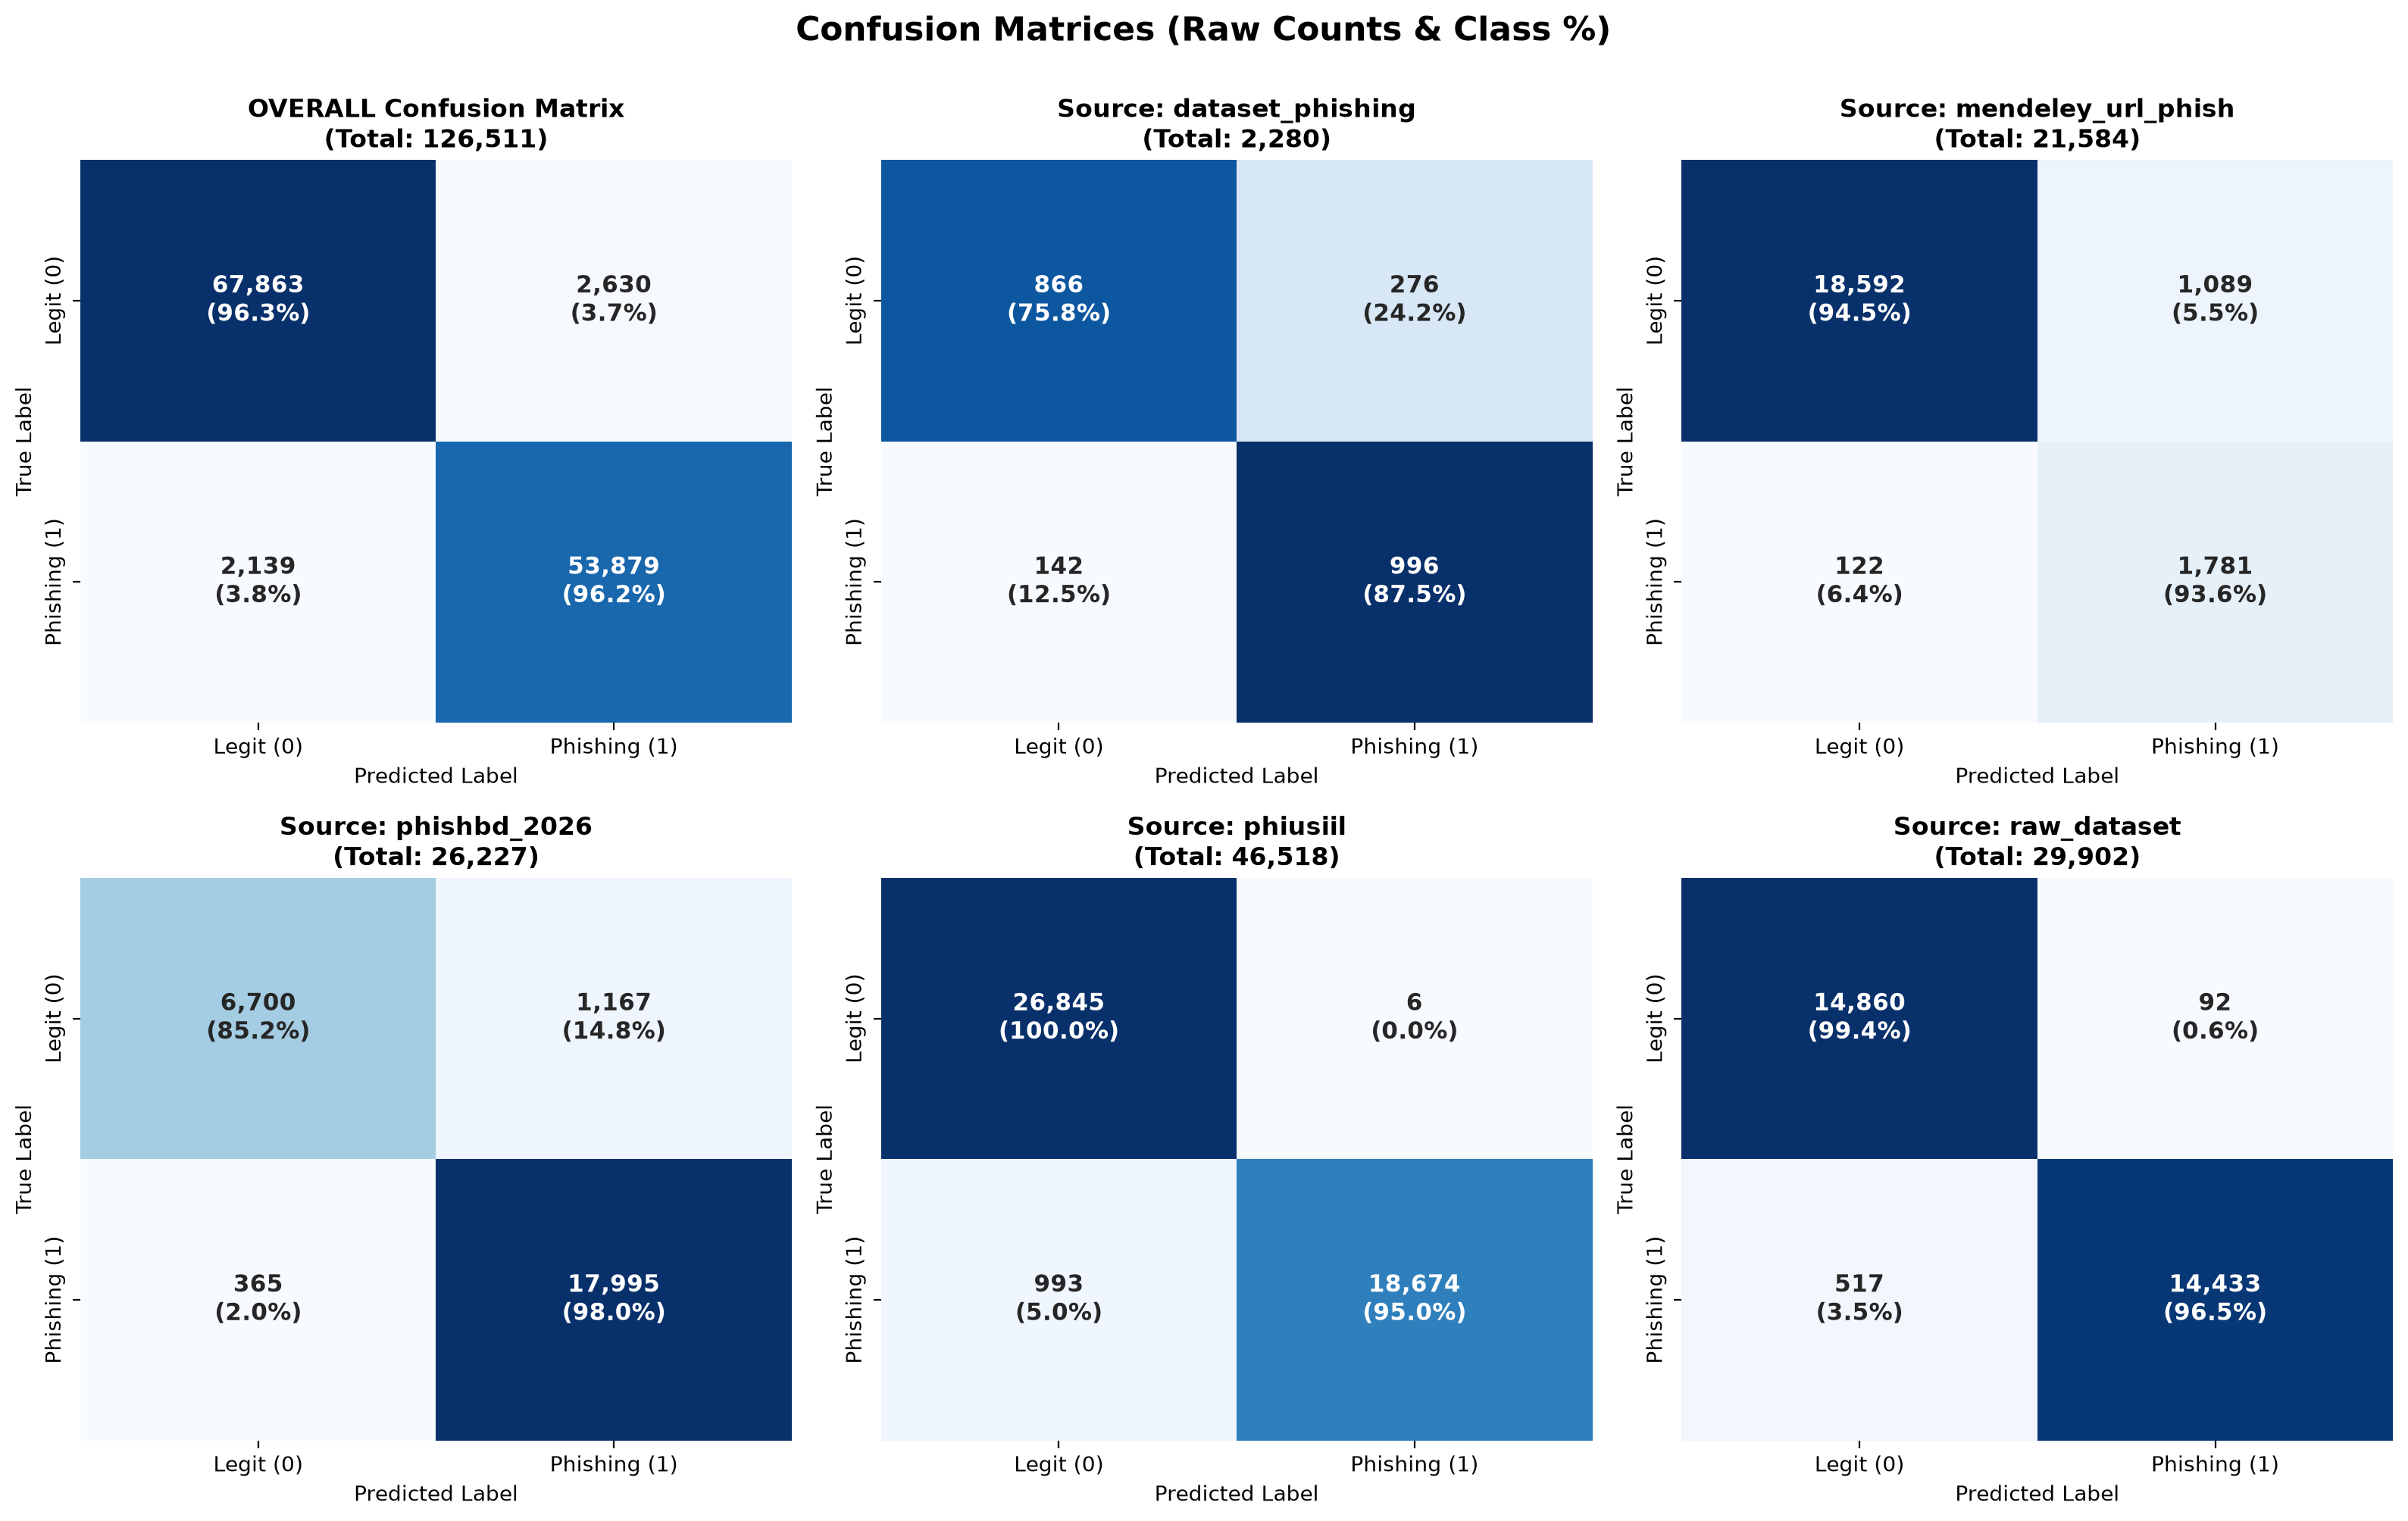 Confusion Matrices (Raw Counts & Class %)
OVERALL Confusion Matrix
(Total: 126,511)
True Label
Legit (0)
Phishing (1)
67,863
(96.3%)
2,630
(3.7%)
2,139
(3.8%)
53,879
(96.2%)
Legit (0)
Phishing (1)
Predicted Label
Source: dataset_phishing
(Total: 2,280)
True Label
Legit (0)
Phishing (1)
866
(75.8%)
276
(24.2%)
142
(12.5%)
996
(87.5%)
Legit (0)
Phishing (1)
Predicted Label
Source: mendeley_url_phish
(Total: 21,584)
True Label
Legit (0)
Phishing (1)
18,592
(94.5%)
1,089
(5.5%)
122
(6.4%)
1,781
(93.6%)
Legit (0)
Phishing (1)
Predicted Label
Source: phishbd_2026
(Total: 26,227)
True Label
Legit (0)
Phishing (1)
6,700
(85.2%)
1,167
(14.8%)
365
(2.0%)
17,995
(98.0%)
Legit (0)
Phishing (1)
Predicted Label
Source: phiusiil
(Total: 46,518)
True Label
Legit (0)
Phishing (1)
26,845
(100.0%)
6
(0.0%)
993
(5.0%)
18,674
(95.0%)
Legit (0)
Phishing (1)
Predicted Label
Source: raw_dataset
(Total: 29,902)
True Label
Legit (0)
Phishing (1)
14,860
(99.4%)
92
(0.6%)
517
(3.5%)
14,433
(96.5%)
Legit (0)
Phishing (1)
Predicted Label